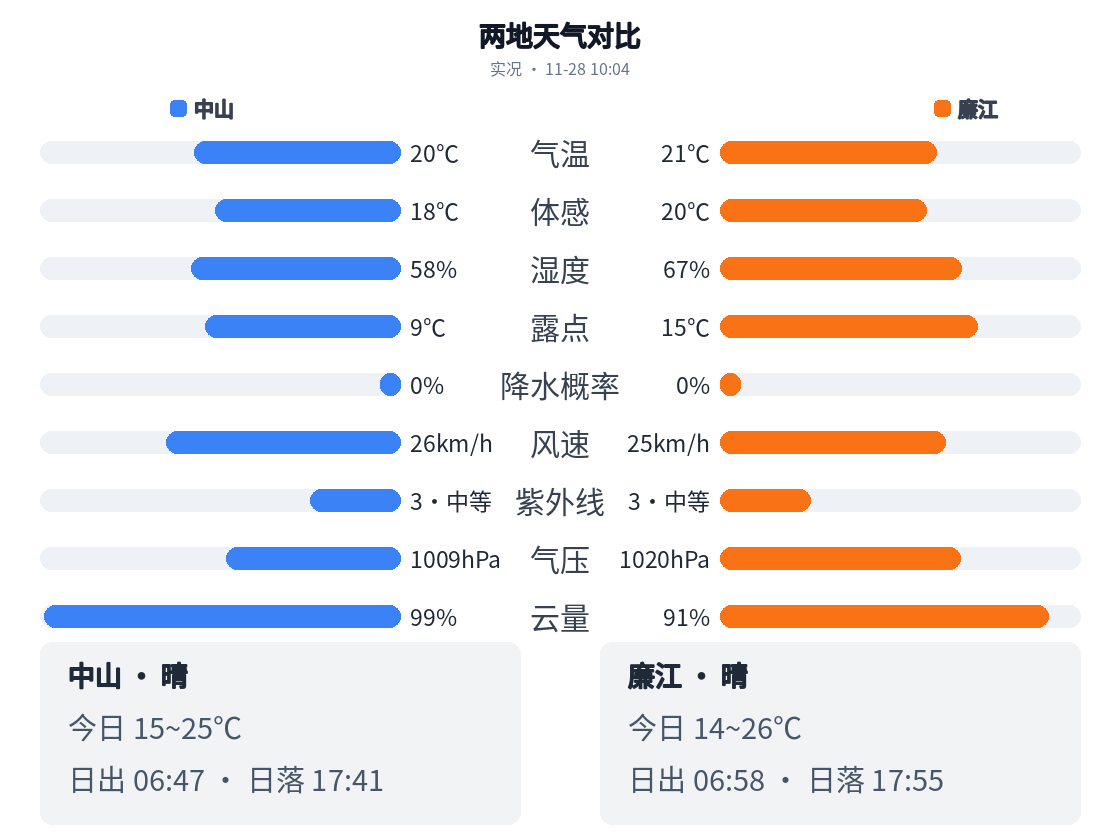 两地天气对比
实况 · 11-28 10:04
中山 廉江
20℃ 气温 21℃
18℃ 体感 20℃
58% 湿度 67%
9℃ 露点 15℃
0% 降水概率 0%
26km/h 风速 25km/h
3·中等 紫外线 3·中等
1009hPa 气压 1020hPa
99% 云量 91%
中山 · 晴
今日 15~25℃
日出 06:47 · 日落 17:41
廉江 · 晴
今日 14~26℃
日出 06:58 · 日落 17:55